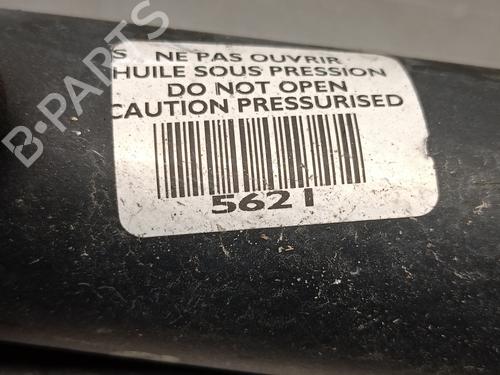 S NE PAS OUVRIR
HUILE SOUS PRESSION
DO NOT OPEN
CAUTION PRESSURISED
5621
B-PARTS